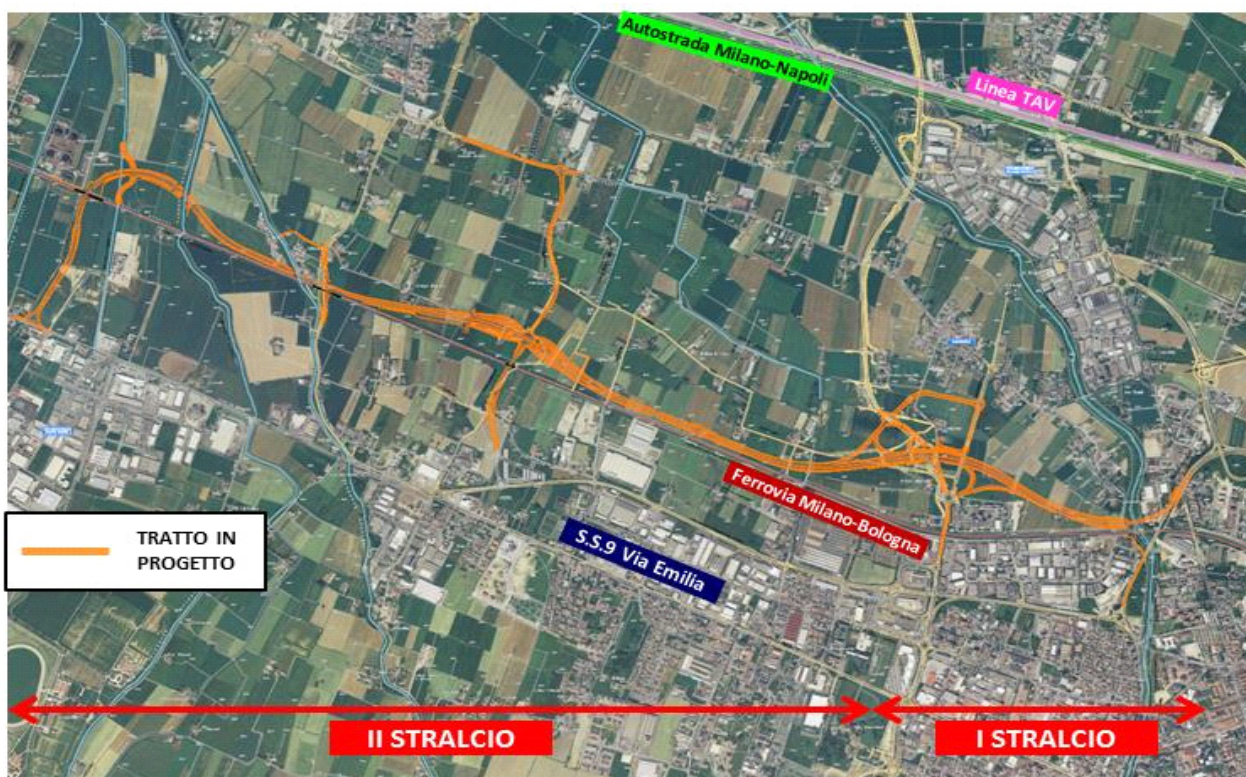 Autostrada Milano-Napoli
Linea TAV
Ferrovia Milano-Bologna
S.S.9 Via Emilia
TRATTO IN
PROGETTO
II STRALCIO
I STRALCIO